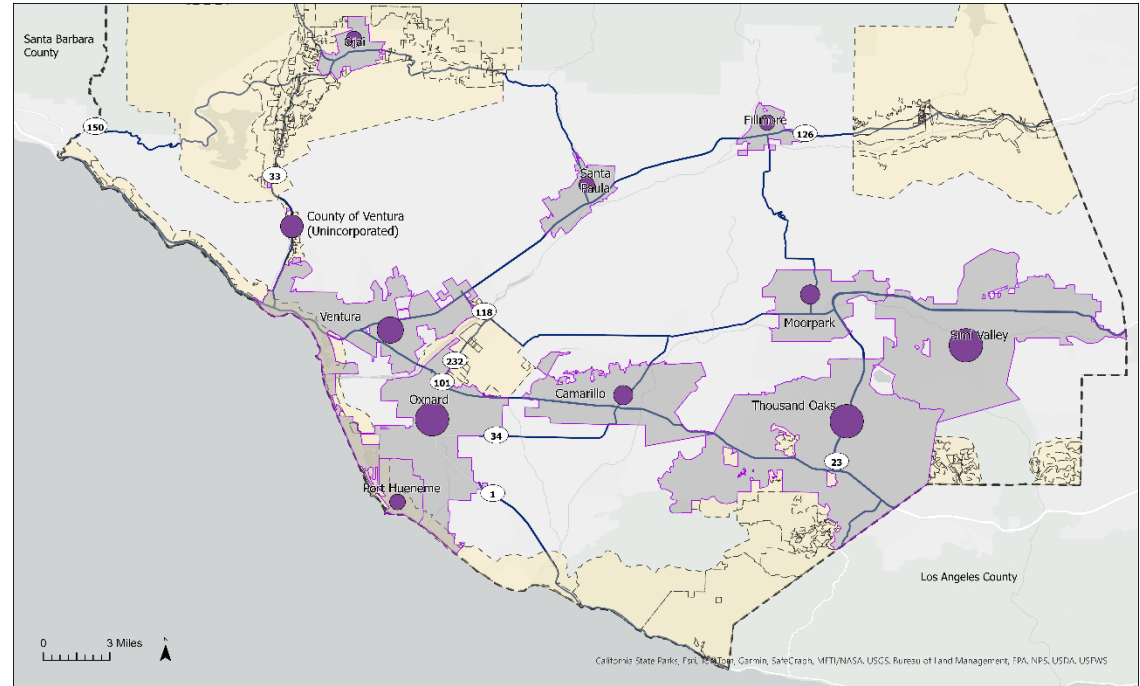 Santa Barbara
County
Ojai
150
Fillmore
126
33
Santa
Paula
County of Ventura
(Unincorporated)
Ventura
118
Moorpark
Simi Valley
232
101
Camarillo
Oxnard
Thousand Oaks
34
23
Port Hueneme
1
Los Angeles County
0 3 Miles
N
California State Parks, Esri, TomTom, Garmin, SafeGraph, METI/NASA, USGS, Bureau of Land Management, EPA, NPS, USDA, USFWS